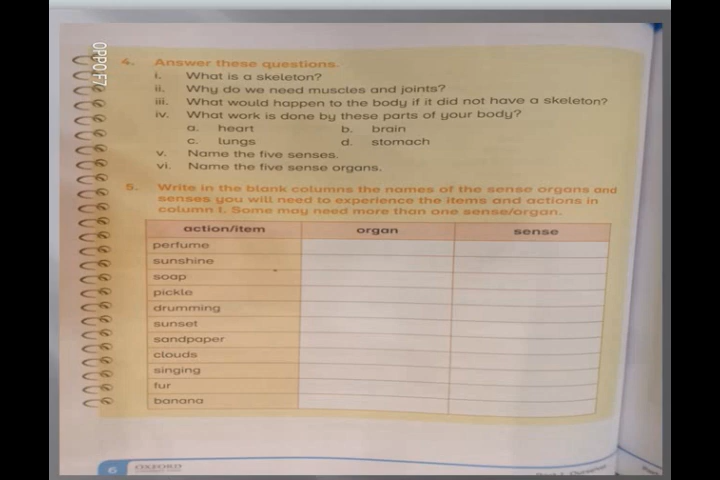 OPPO F7
4. Answer these questions.
i. What is a skeleton?
ii. Why do we need muscles and joints?
iii. What would happen to the body if it did not have a skeleton?
iv. What work is done by these parts of your body?
a. heart b. brain
c. lungs d. stomach
v. Name the five senses.
vi. Name the five sense organs.
5. Write in the blank columns the names of the sense organs and
senses you will need to experience the items and actions in
column I. Some may need more than one sense/organ.
action/item organ sense
perfume
sunshine
soap
pickle
drumming
sunset
sandpaper
clouds
singing
fur
banana
6 OXFORD